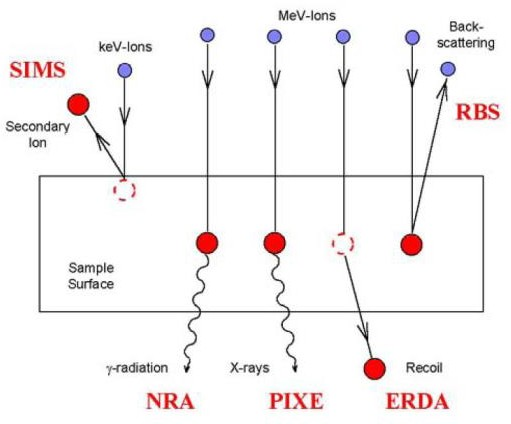 MeV-Ions
keV-Ions
Back-
scattering
SIMS
RBS
Secondary
Ion
Sample
Surface
γ-radiation
X-rays
Recoil
NRA
PIXE
ERDA